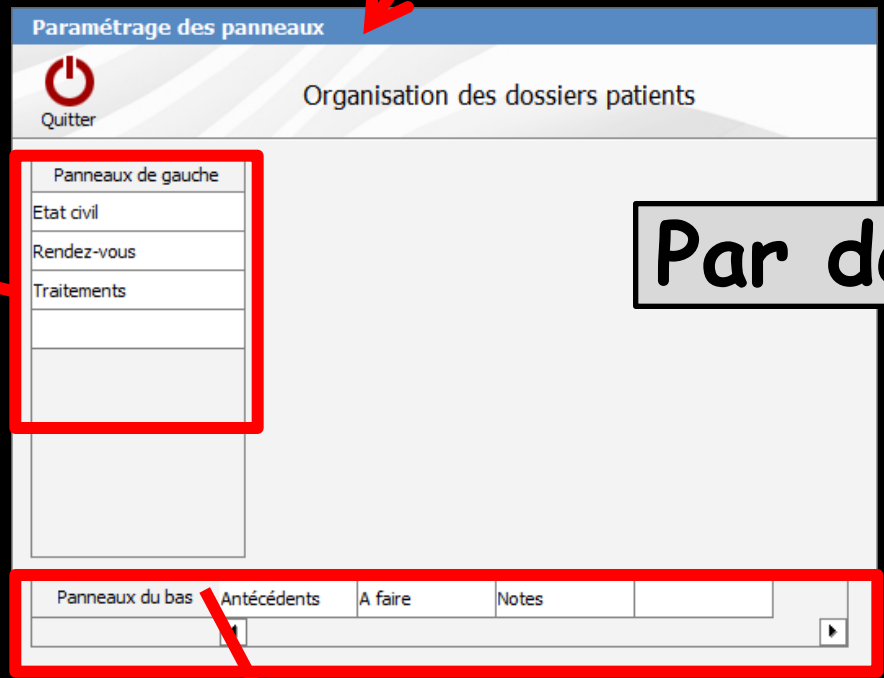 Paramétrage des panneaux
Quitter
Organisation des dossiers patients
Panneaux de gauche
Etat civil
Rendez-vous
Traitements
Par
Panneaux du bas Antécédents A faire Notes